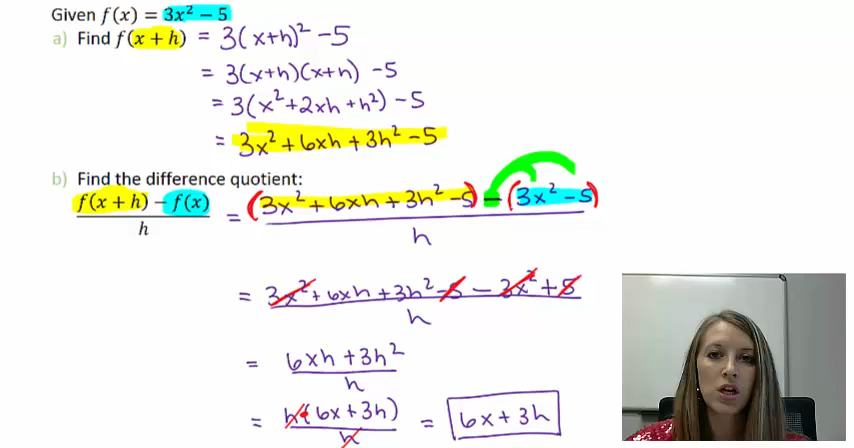 Given f(x) = 3x² − 5
a) Find f(x + h) = 3(x+h)² −5
= 3(x+h)(x+h) −5
= 3(x²+2xh+h²) −5
= 3x²+6xh+3h²−5
b) Find the difference quotient:
f(x + h) − f(x) / h = (3x²+6xh+3h²−5) − (3x²−5) / h
= 3x²+6xh+3h²−5 − 3x²+5 / h
= 6xh+3h² / h
= h(6x+3h) / h = 6x+3h